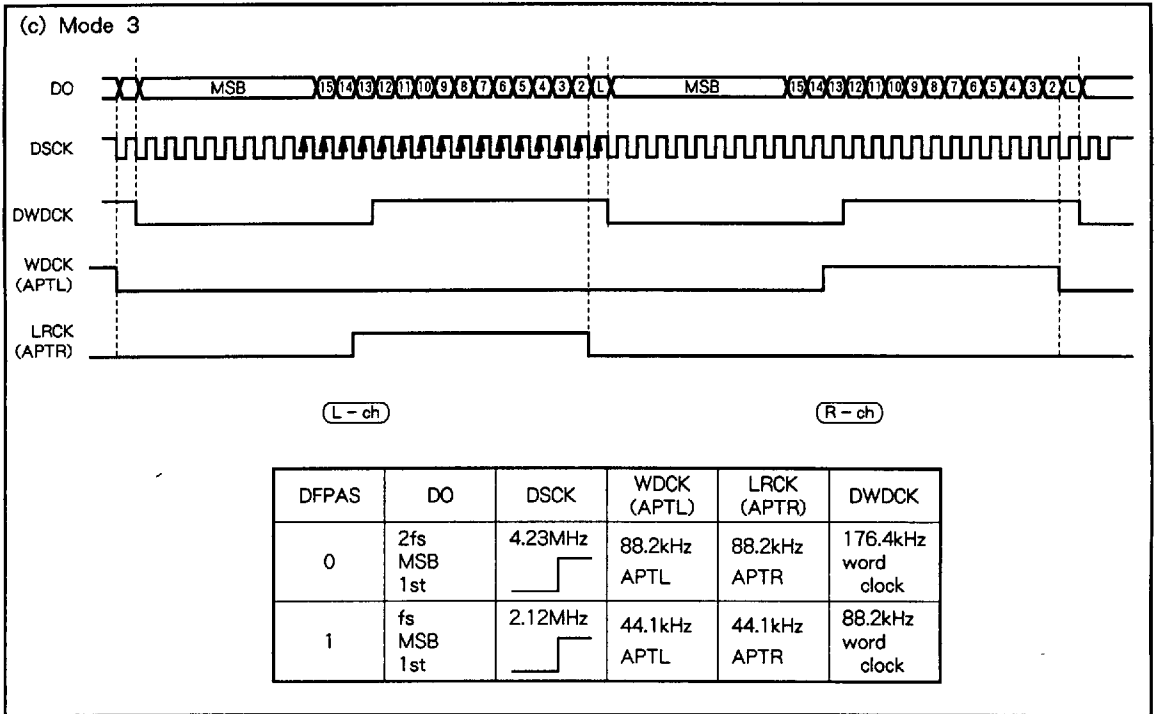 (c) Mode 3
DO MSB 15 14 13 12 11 10 9 8 7 6 5 4 3 2 L MSB 15 14 13 12 11 10 9 8 7 6 5 4 3 2 L
DSCK
DWDCK
WDCK
(APTL)
LRCK
(APTR)
L-ch R-ch
DFPAS DO DSCK WDCK (APTL) LRCK (APTR) DWDCK
0 2fs MSB 1st 4.23MHz 88.2kHz APTL 88.2kHz APTR 176.4kHz word clock
1 fs MSB 1st 2.12MHz 44.1kHz APTL 44.1kHz APTR 88.2kHz word clock